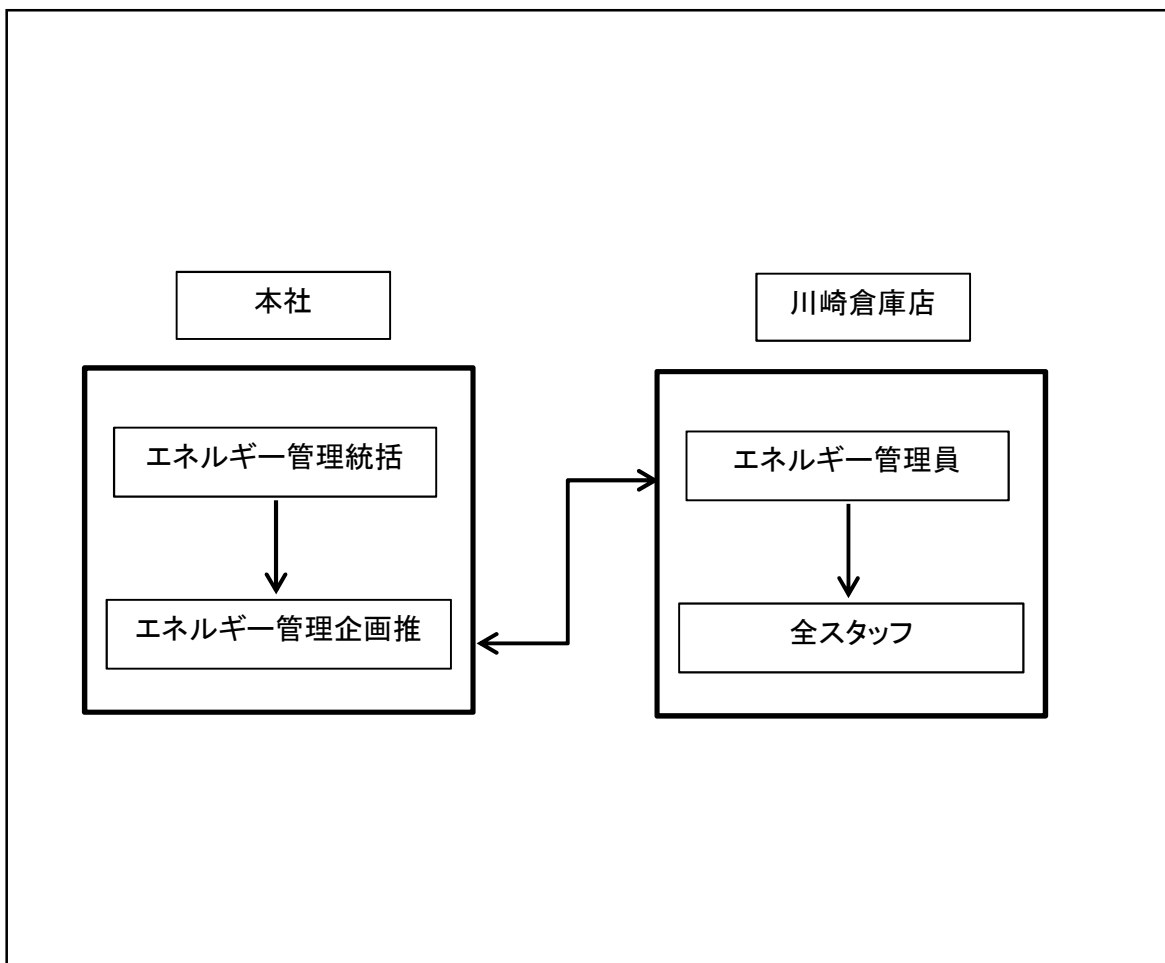 本社
川崎倉庫店
エネルギー管理統括
エネルギー管理員
エネルギー管理企画推
全スタッフ